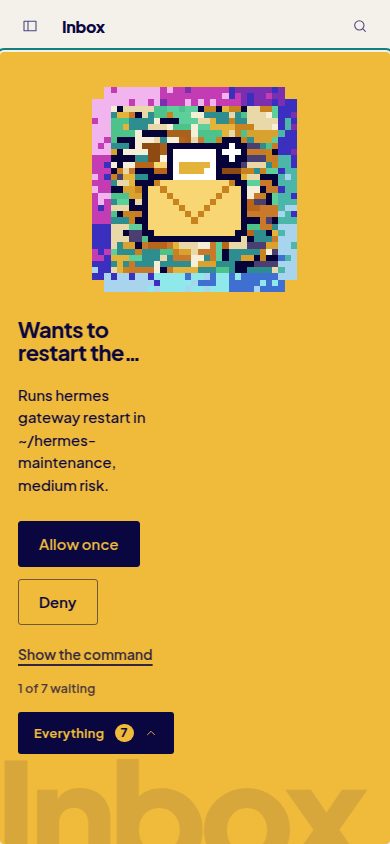 Inbox
Wants to
restart the…
Runs hermes
gateway restart in
~/hermes-
maintenance,
medium risk.
Allow once
Deny
Show the command
1 of 7 waiting
Everything 7
Inbox